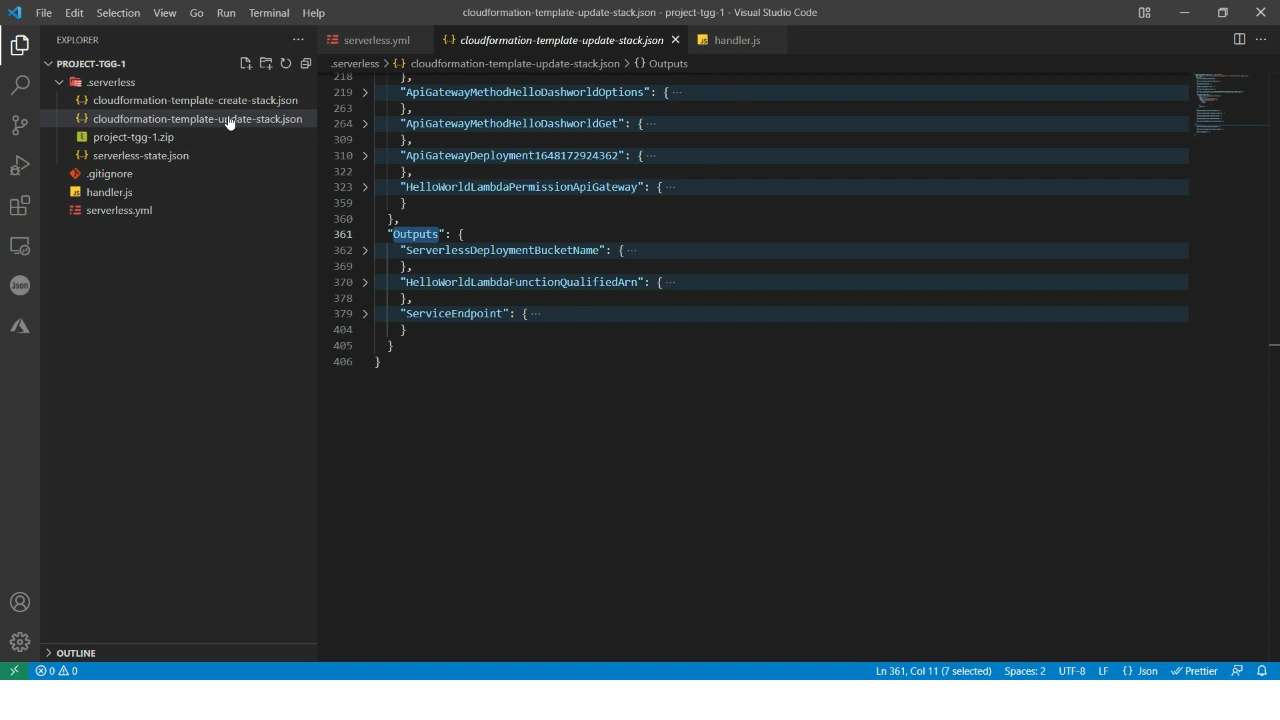 File Edit Selection View Go Run Terminal Help
cloudformation-template-update-stack.json - project-tgg-1 - Visual Studio Code
EXPLORER
PROJECT-TGG-1
.serverless
cloudformation-template-create-stack.json
cloudformation-template-update-stack.json
project-tgg-1.zip
serverless-state.json
.gitignore
handler.js
serverless.yml
OUTLINE
serverless.yml
cloudformation-template-update-stack.json
handler.js
.serverless > {} cloudformation-template-update-stack.json > {} Outputs
218 },
219 > "ApiGatewayMethodHelloDashworldOptions": { ···
263 },
264 > "ApiGatewayMethodHelloDashworldGet": { ···
309 },
310 > "ApiGatewayDeployment1648172924362": { ···
322 },
323 > "HelloWorldLambdaPermissionApiGateway": { ···
359 }
360 },
361 "Outputs": {
362 > "ServerlessDeploymentBucketName": { ···
369 },
370 > "HelloWorldLambdaFunctionQualifiedArn": { ···
378 },
379 > "ServiceEndpoint": { ···
404 }
405 }
406 }
Json
0 0
Ln 361, Col 11 (7 selected) Spaces: 2 UTF-8 LF {} Json Prettier